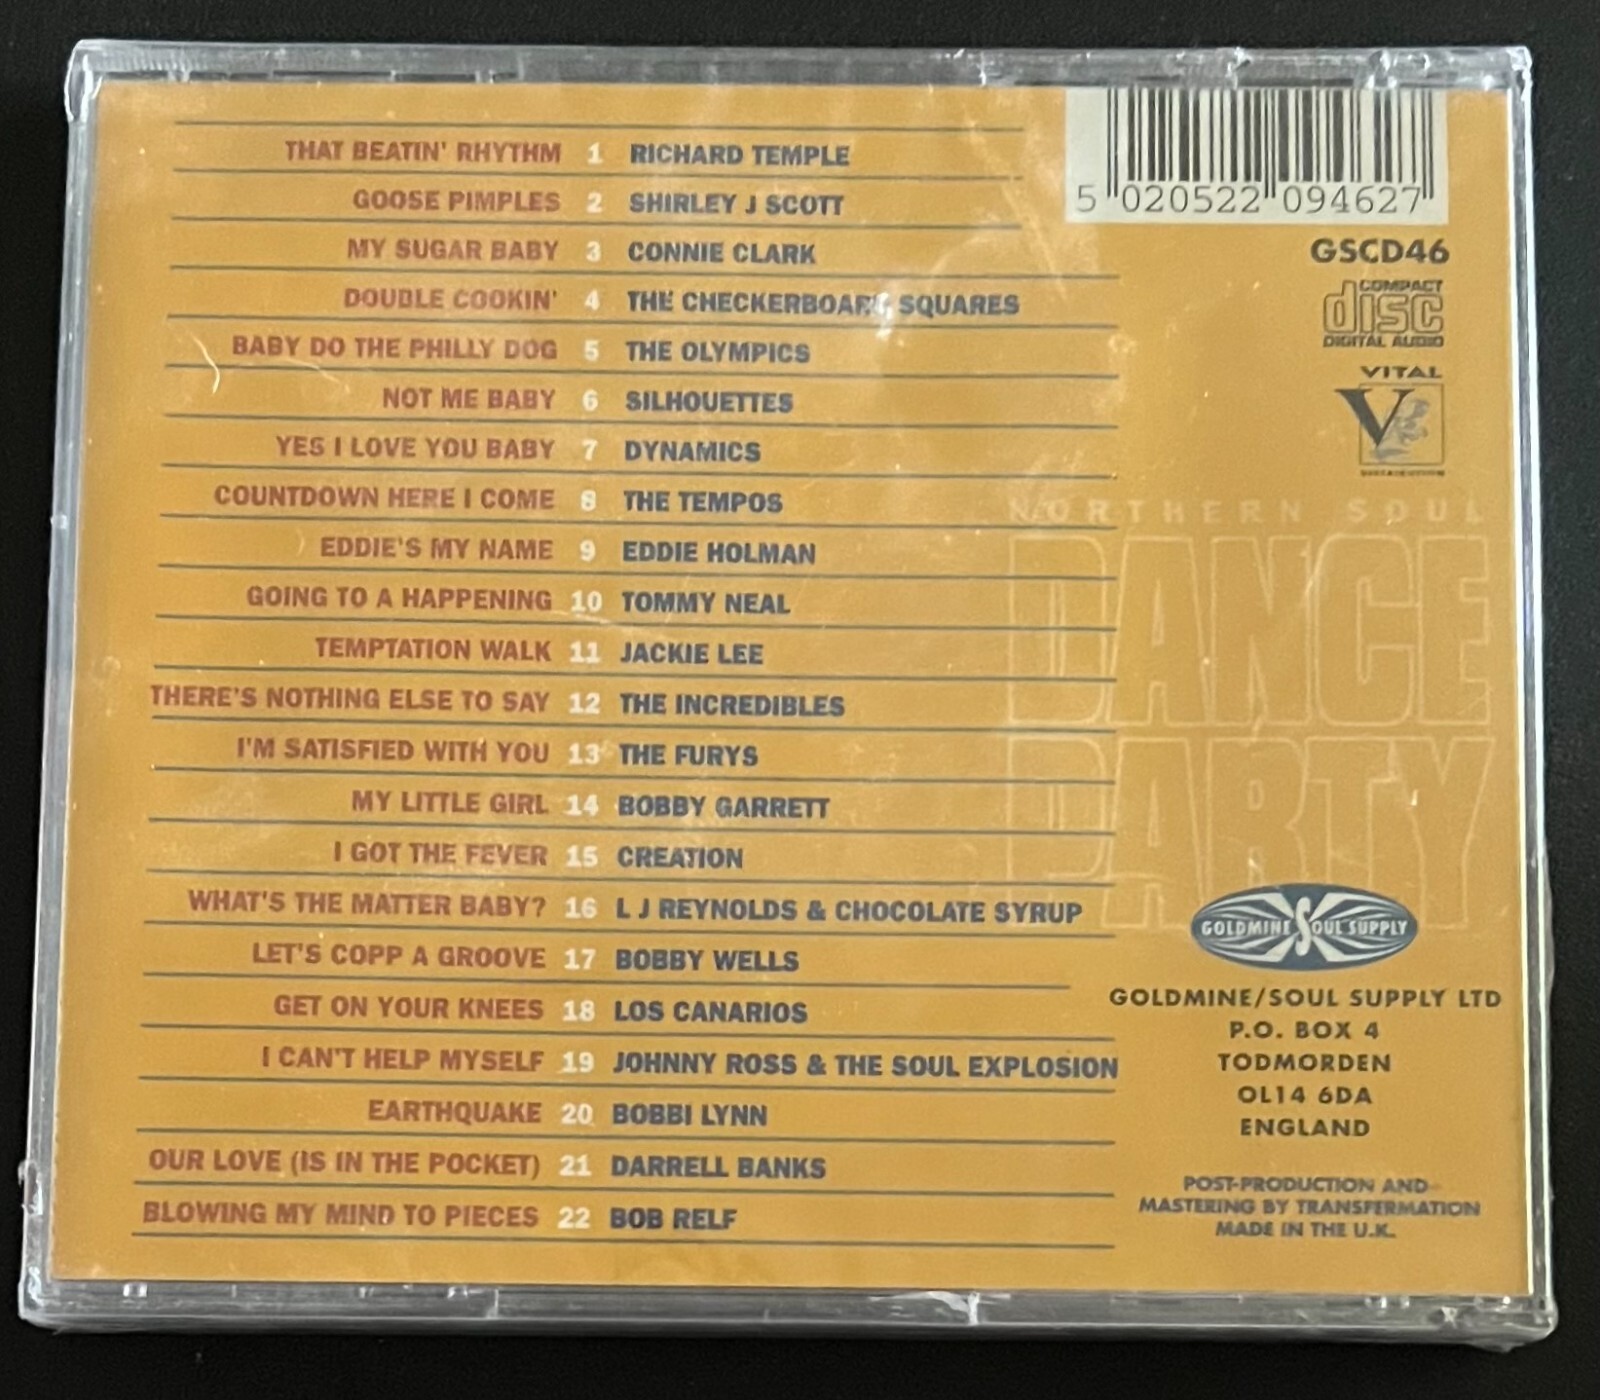 THAT BEATIN' RHYTHM 1 RICHARD TEMPLE
GOOSE PIMPLES 2 SHIRLEY J SCOTT
MY SUGAR BABY 3 CONNIE CLARK
DOUBLE COOKIN' 4 THE CHECKERBOARD SQUARES
BABY DO THE PHILLY DOG 5 THE OLYMPICS
NOT ME BABY 6 SILHOUETTES
YES I LOVE YOU BABY 7 DYNAMICS
COUNTDOWN HERE I COME 8 THE TEMPOS
EDDIE'S MY NAME 9 EDDIE HOLMAN
GOING TO A HAPPENING 10 TOMMY NEAL
TEMPTATION WALK 11 JACKIE LEE
THERE'S NOTHING ELSE TO SAY 12 THE INCREDIBLES
I'M SATISFIED WITH YOU 13 THE FURYS
MY LITTLE GIRL 14 BOBBY GARRETT
I GOT THE FEVER 15 CREATION
WHAT'S THE MATTER BABY? 16 L J REYNOLDS & CHOCOLATE SYRUP
LET'S COPP A GROOVE 17 BOBBY WELLS
GET ON YOUR KNEES 18 LOS CANARIOS
I CAN'T HELP MYSELF 19 JOHNNY ROSS & THE SOUL EXPLOSION
EARTHQUAKE 20 BOBBI LYNN
OUR LOVE (IS IN THE POCKET) 21 DARRELL BANKS
BLOWING MY MIND TO PIECES 22 BOB RELF
5 020522 094627
GSCD46
COMPACT
disc
DIGITAL AUDIO
VITAL
V
DISTRIBUTION
NORTHERN SOUL
DANCE
PARTY
GOLDMINE SOUL SUPPLY
GOLDMINE/SOUL SUPPLY LTD
P.O. BOX 4
TODMORDEN
OL14 6DA
ENGLAND
POST-PRODUCTION AND
MASTERING BY TRANSFERMATION
MADE IN THE U.K.